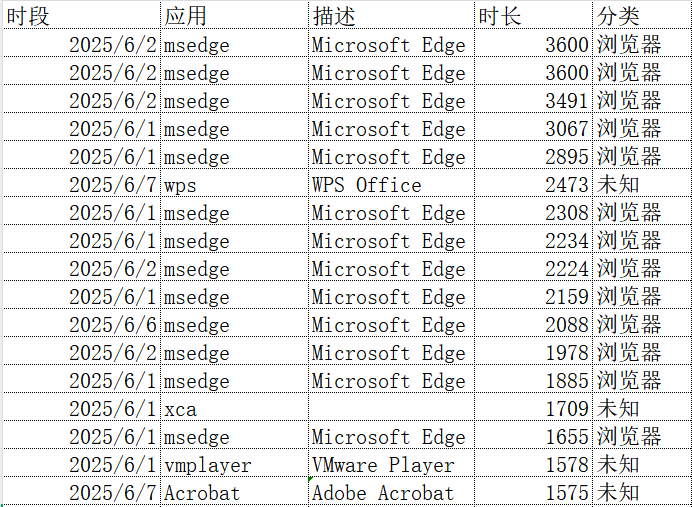 时段 应用 描述 时长 分类
2025/6/2 msedge Microsoft Edge 3600 浏览器
2025/6/2 msedge Microsoft Edge 3600 浏览器
2025/6/2 msedge Microsoft Edge 3491 浏览器
2025/6/1 msedge Microsoft Edge 3067 浏览器
2025/6/1 msedge Microsoft Edge 2895 浏览器
2025/6/7 wps WPS Office 2473 未知
2025/6/1 msedge Microsoft Edge 2308 浏览器
2025/6/1 msedge Microsoft Edge 2234 浏览器
2025/6/2 msedge Microsoft Edge 2224 浏览器
2025/6/1 msedge Microsoft Edge 2159 浏览器
2025/6/6 msedge Microsoft Edge 2088 浏览器
2025/6/2 msedge Microsoft Edge 1978 浏览器
2025/6/1 msedge Microsoft Edge 1885 浏览器
2025/6/1 xca 1709 未知
2025/6/1 msedge Microsoft Edge 1655 浏览器
2025/6/1 vmplayer VMware Player 1578 未知
2025/6/7 Acrobat Adobe Acrobat 1575 未知